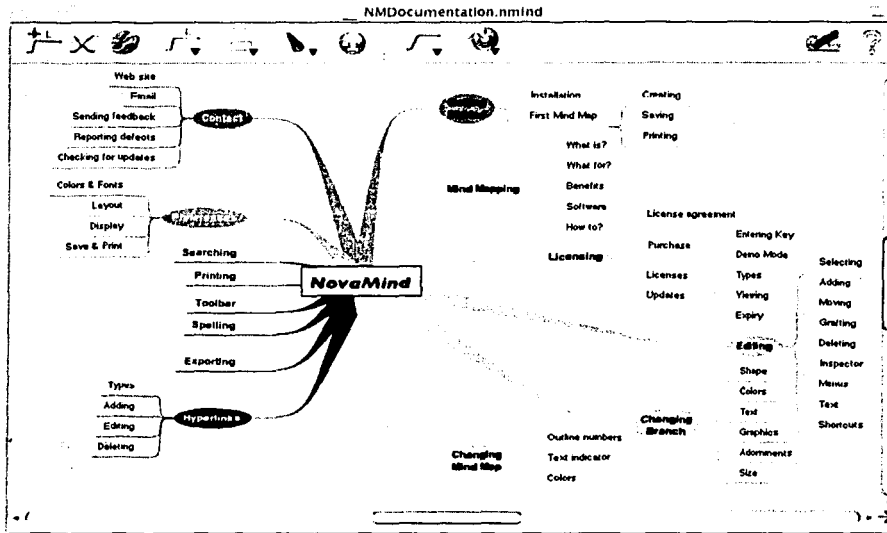 NMDocumentation.nmind
Web site
Email
Sending feedback
Reporting defects
Checking for updates
Contact
Colors & Fonts
Layout
Display
Save & Print
Searching
Printing
Toolbar
Spelling
Exporting
Types
Adding
Editing
Deleting
Hyperlinks
NovaMind
Installation
First Mind Map
Creating
Saving
Printing
Mind Mapping
What is?
What for?
Benefits
Software
How to?
Licensing
License agreement
Purchase
Licenses
Updates
Entering Key
Demo Mode
Types
Viewing
Expiry
Editing
Selecting
Adding
Moving
Grafting
Deleting
Inspector
Menus
Text
Shortcuts
Changing
Branch
Shape
Colors
Text
Graphics
Adornments
Size
Changing
Mind Map
Outline numbers
Text indicator
Colors